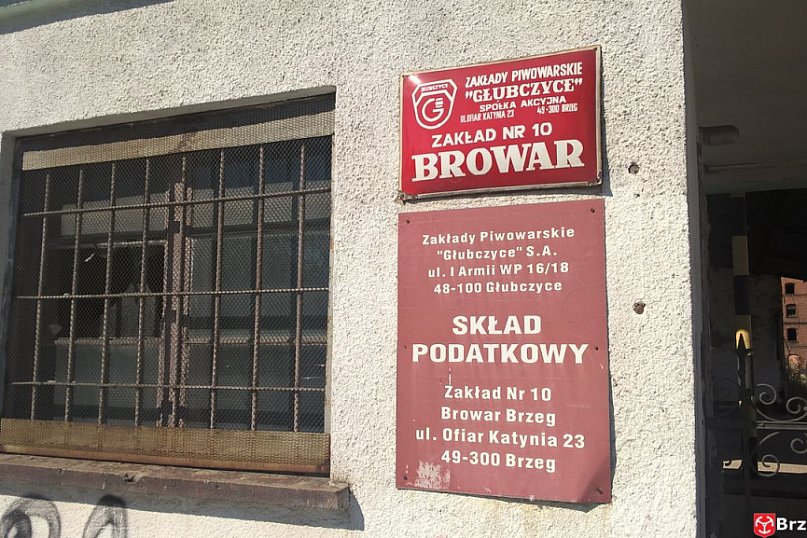 GŁUBCZYCE
G
ZAKŁADY PIWOWARSKE
"GŁUBCZYCE"
SPÓŁKA AKCYJNA
UL.OFIAR KATYNIA 23 49-300 BRZEG
ZAKŁAD NR 10
BROWAR
Zakłady Piwowarskie
"Głubczyce" S.A.
ul. I Armii WP 16/18
48-100 Głubczyce
SKŁAD
PODATKOWY
Zakład Nr 10
Browar Brzeg
ul. Ofiar Katynia 23
49-300 Brzeg
Brz